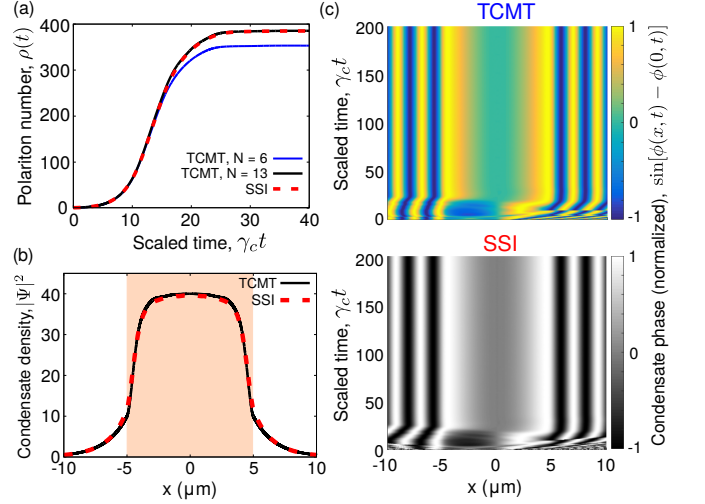 (a)
Polariton number, ρ(t)
400
300
200
100
0
TCMT, N = 6
TCMT, N = 13
SSI
0 10 20 30 40
Scaled time, γ_c t
(b)
Condensate density, |Ψ|²
40
30
20
10
0
TCMT
SSI
-10 -5 0 5 10
x (µm)
(c)
TCMT
Scaled time, γ_c t
200
150
100
50
0
1
0
-1
SSI
Scaled time, γ_c t
200
150
100
50
0
-10 -5 0 5 10
x (µm)
1
0
-1
Condensate phase (normalized), sin[ϕ(x, t) − ϕ(0, t)]